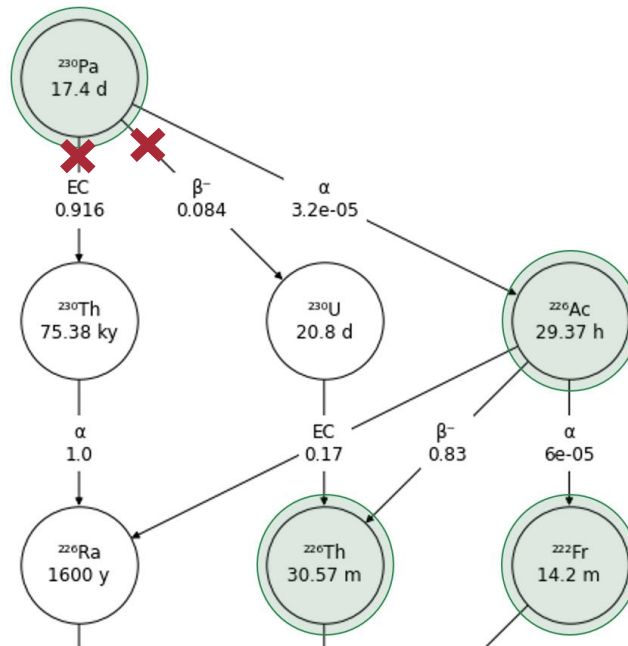 ²³⁰Pa
17.4 d
EC
0.916
β⁻
0.084
α
3.2e-05
²³⁰Th
75.38 ky
²³⁰U
20.8 d
²²⁶Ac
29.37 h
α
1.0
EC
0.17
β⁻
0.83
α
6e-05
²²⁶Ra
1600 y
²²⁶Th
30.57 m
²²²Fr
14.2 m